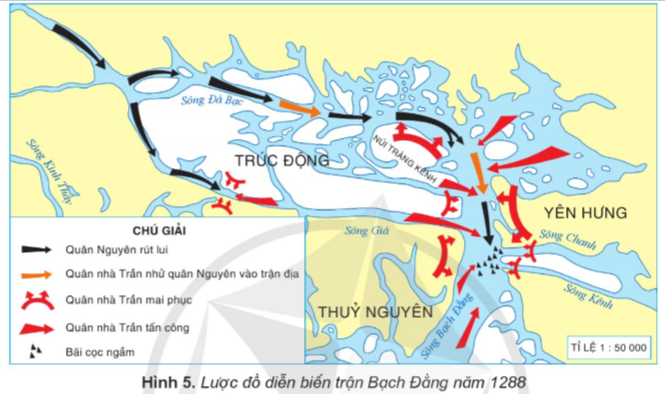 Sông Đá Bạc
Sông Kinh Thầy
TRÚC ĐỘNG
NÚI TRÀNG KÊNH
YÊN HƯNG
Sông Giá
Sông Chanh
Sông Kênh
THUỶ NGUYÊN
Sông Bạch Đằng
CHÚ GIẢI
Quân Nguyên rút lui
Quân nhà Trần nhử quân Nguyên vào trận địa
Quân nhà Trần mai phục
Quân nhà Trần tấn công
Bãi cọc ngầm
TỈ LỆ 1 : 50 000
Hình 5. Lược đồ diễn biến trận Bạch Đằng năm 1288